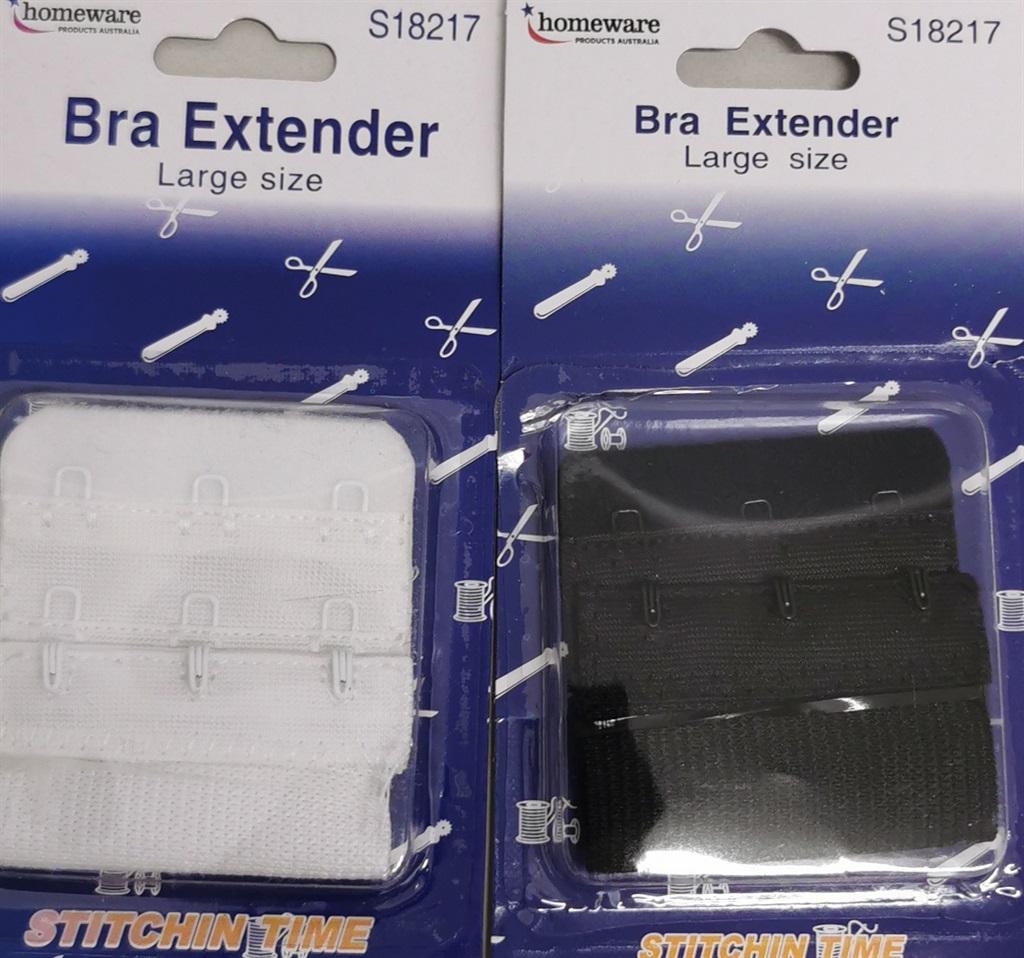 homeware
PRODUCTS AUSTRALIA
S18217
Bra Extender
Large size
STITCHIN TIME
homeware
PRODUCTS AUSTRALIA
S18217
Bra Extender
Large size
STITCHIN TIME